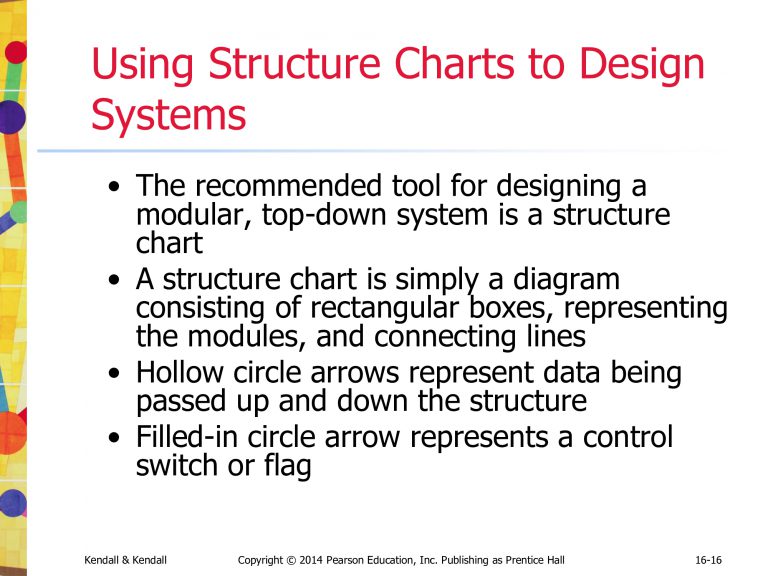 Using Structure Charts to Design
Systems
• The recommended tool for designing a
modular, top-down system is a structure
chart
• A structure chart is simply a diagram
consisting of rectangular boxes, representing
the modules, and connecting lines
• Hollow circle arrows represent data being
passed up and down the structure
• Filled-in circle arrow represents a control
switch or flag
Kendall & Kendall Copyright © 2014 Pearson Education, Inc. Publishing as Prentice Hall 16-16